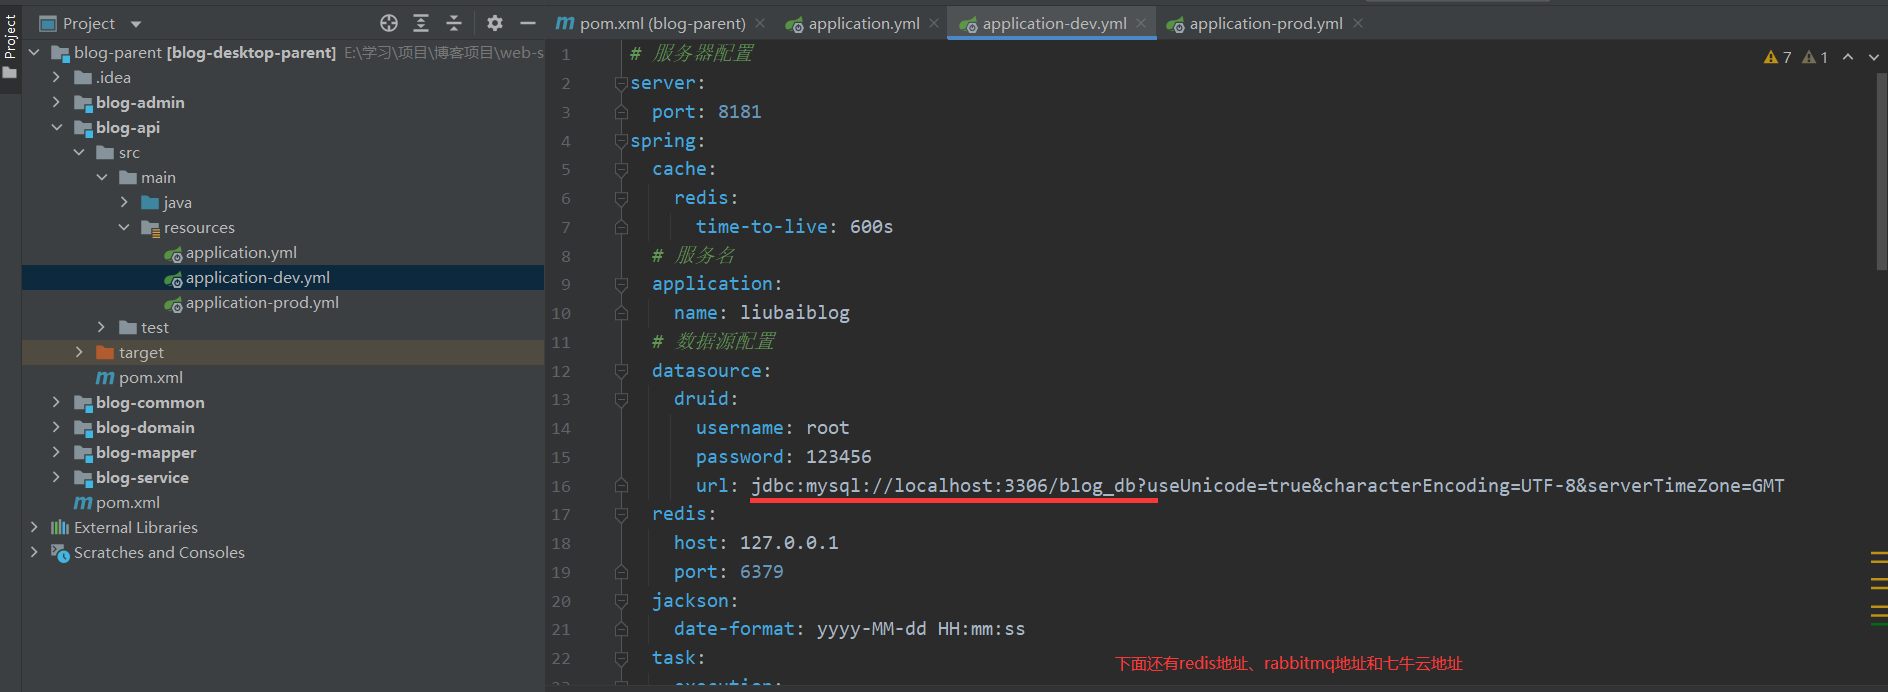 Project
Project
pom.xml (blog-parent)
application.yml
application-dev.yml
application-prod.yml
blog-parent [blog-desktop-parent] E:\学习\项目\博客项目\web-s
.idea
blog-admin
blog-api
src
main
java
resources
application.yml
application-dev.yml
application-prod.yml
test
target
pom.xml
blog-common
blog-domain
blog-mapper
blog-service
pom.xml
External Libraries
Scratches and Consoles
7 1
1 # 服务器配置
2 server:
3 port: 8181
4 spring:
5 cache:
6 redis:
7 time-to-live: 600s
8 # 服务名
9 application:
10 name: liubaiblog
11 # 数据源配置
12 datasource:
13 druid:
14 username: root
15 password: 123456
16 url: jdbc:mysql://localhost:3306/blog_db?useUnicode=true&characterEncoding=UTF-8&serverTimeZone=GMT
17 redis:
18 host: 127.0.0.1
19 port: 6379
20 jackson:
21 date-format: yyyy-MM-dd HH:mm:ss
22 task:
下面还有redis地址、rabbitmq地址和七牛云地址
23 execution: